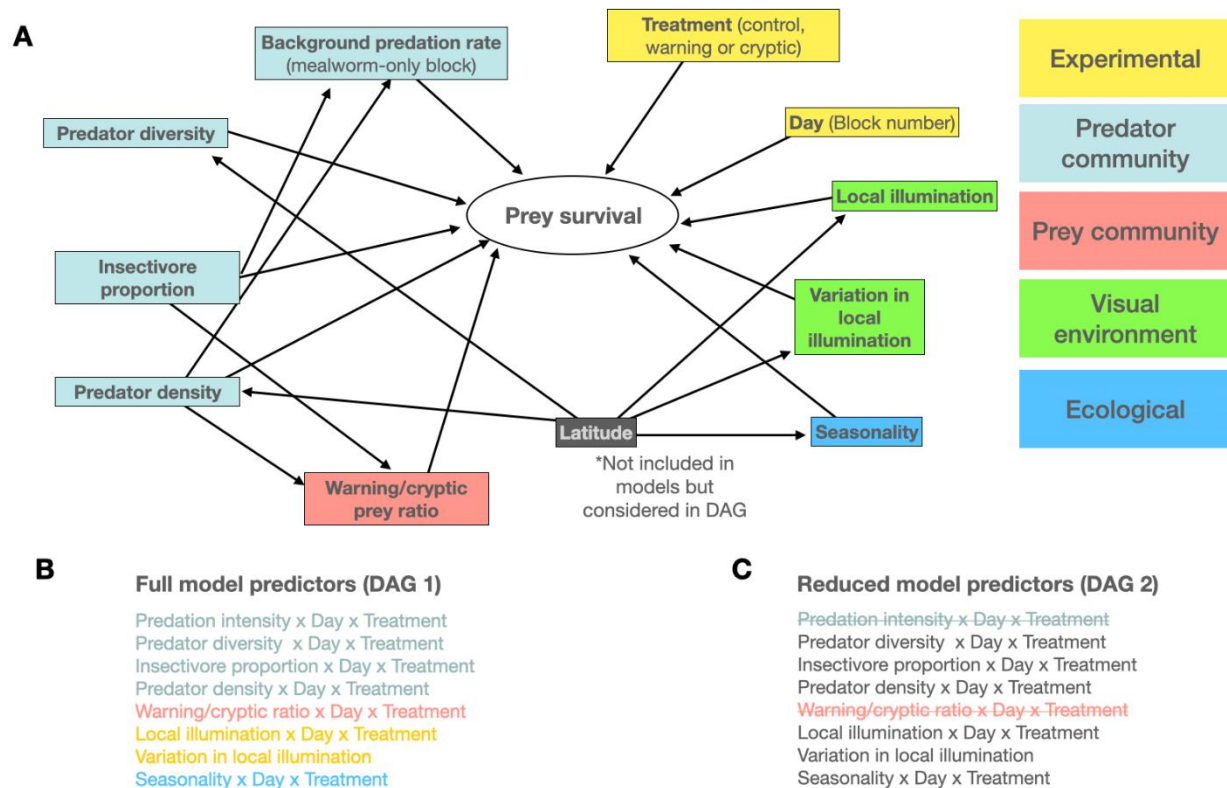 A
Background predation rate
(mealworm-only block)
Treatment (control,
warning or cryptic)
Experimental
Predator diversity
Day (Block number)
Predator
community
Prey survival
Local illumination
Prey community
Insectivore
proportion
Variation in
local
illumination
Visual
environment
Predator density
Latitude
Seasonality
Ecological
*Not included in
models but
considered in DAG
Warning/cryptic
prey ratio
B
Full model predictors (DAG 1)
Predation intensity x Day x Treatment
Predator diversity  x Day x Treatment
Insectivore proportion x Day x Treatment
Predator density x Day x Treatment
Warning/cryptic ratio x Day x Treatment
Local illumination x Day x Treatment
Variation in local illumination
Seasonality x Day x Treatment
C
Reduced model predictors (DAG 2)
Predation intensity x Day x Treatment
Predator diversity  x Day x Treatment
Insectivore proportion x Day x Treatment
Predator density x Day x Treatment
Warning/cryptic ratio x Day x Treatment
Local illumination x Day x Treatment
Variation in local illumination
Seasonality x Day x Treatment